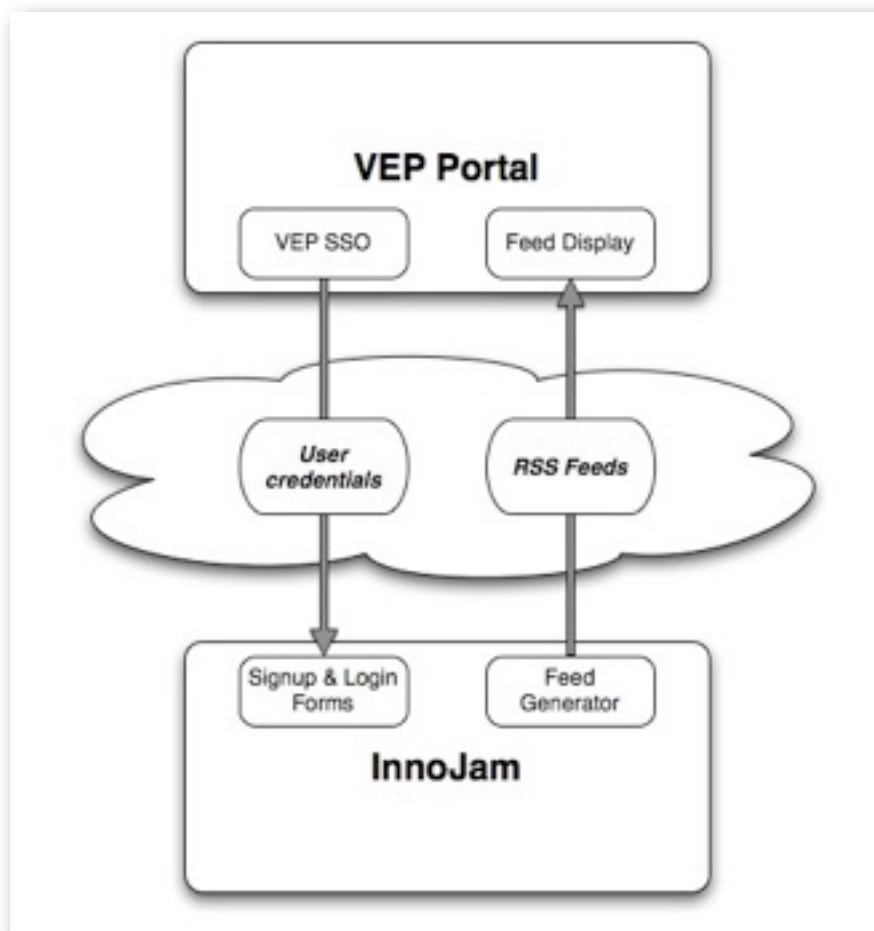 VEP Portal
VEP SSO
Feed Display
User
credentials
RSS Feeds
Signup & Login
Forms
Feed
Generator
InnoJam